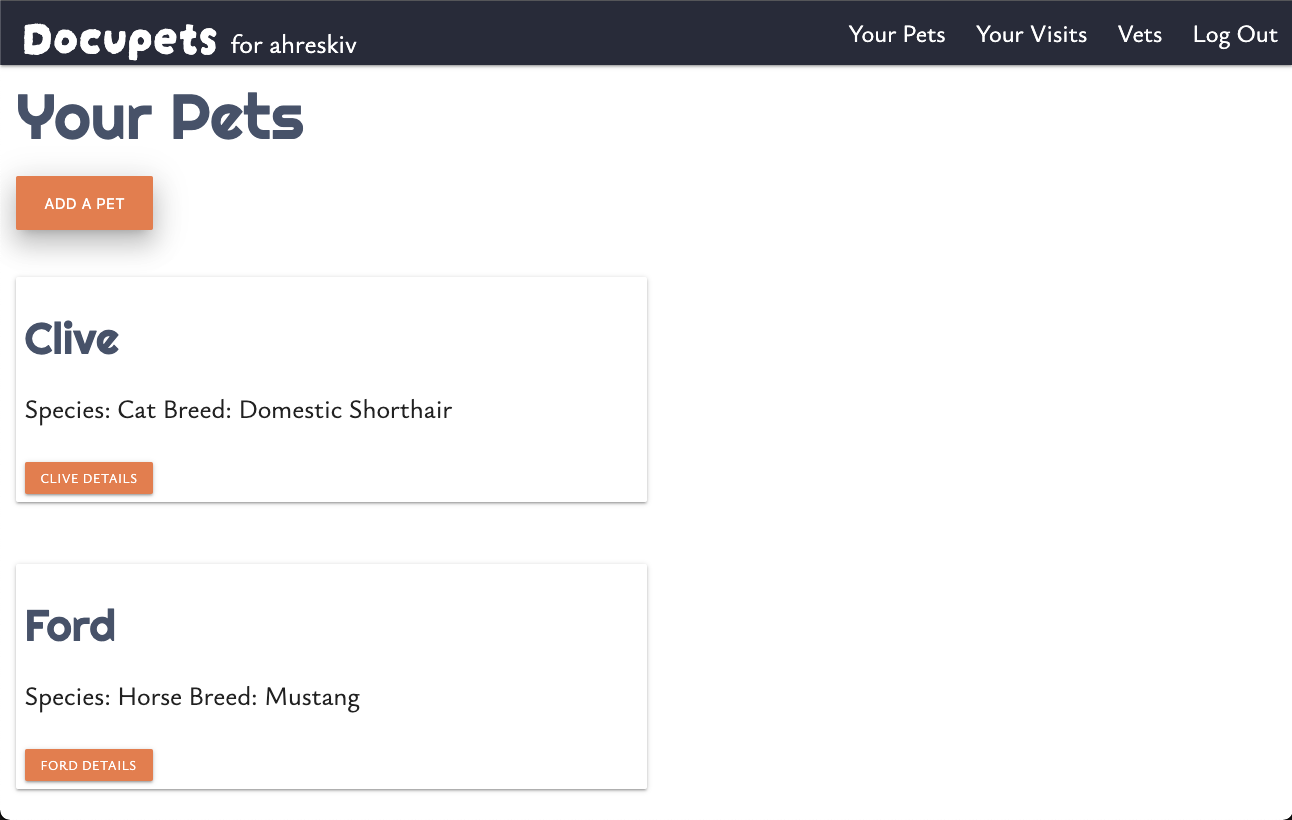 Docupets for ahreskiv
Your Pets Your Visits Vets Log Out
Your Pets
ADD A PET
Clive
Species: Cat Breed: Domestic Shorthair
CLIVE DETAILS
Ford
Species: Horse Breed: Mustang
FORD DETAILS